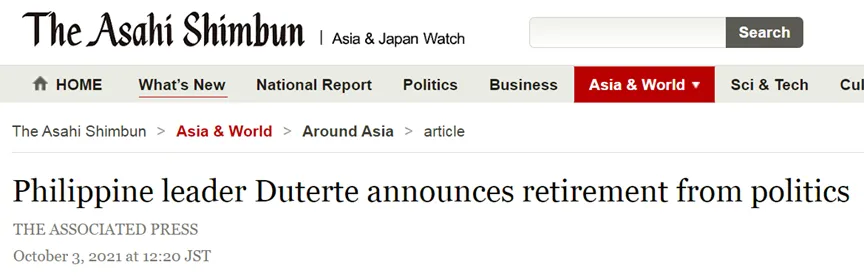 The Asahi Shimbun | Asia & Japan Watch Search
HOME What's New National Report Politics Business Asia & World ▼ Sci & Tech Cul
The Asahi Shimbun > Asia & World > Around Asia > article
Philippine leader Duterte announces retirement from politics
THE ASSOCIATED PRESS
October 3, 2021 at 12:20 JST